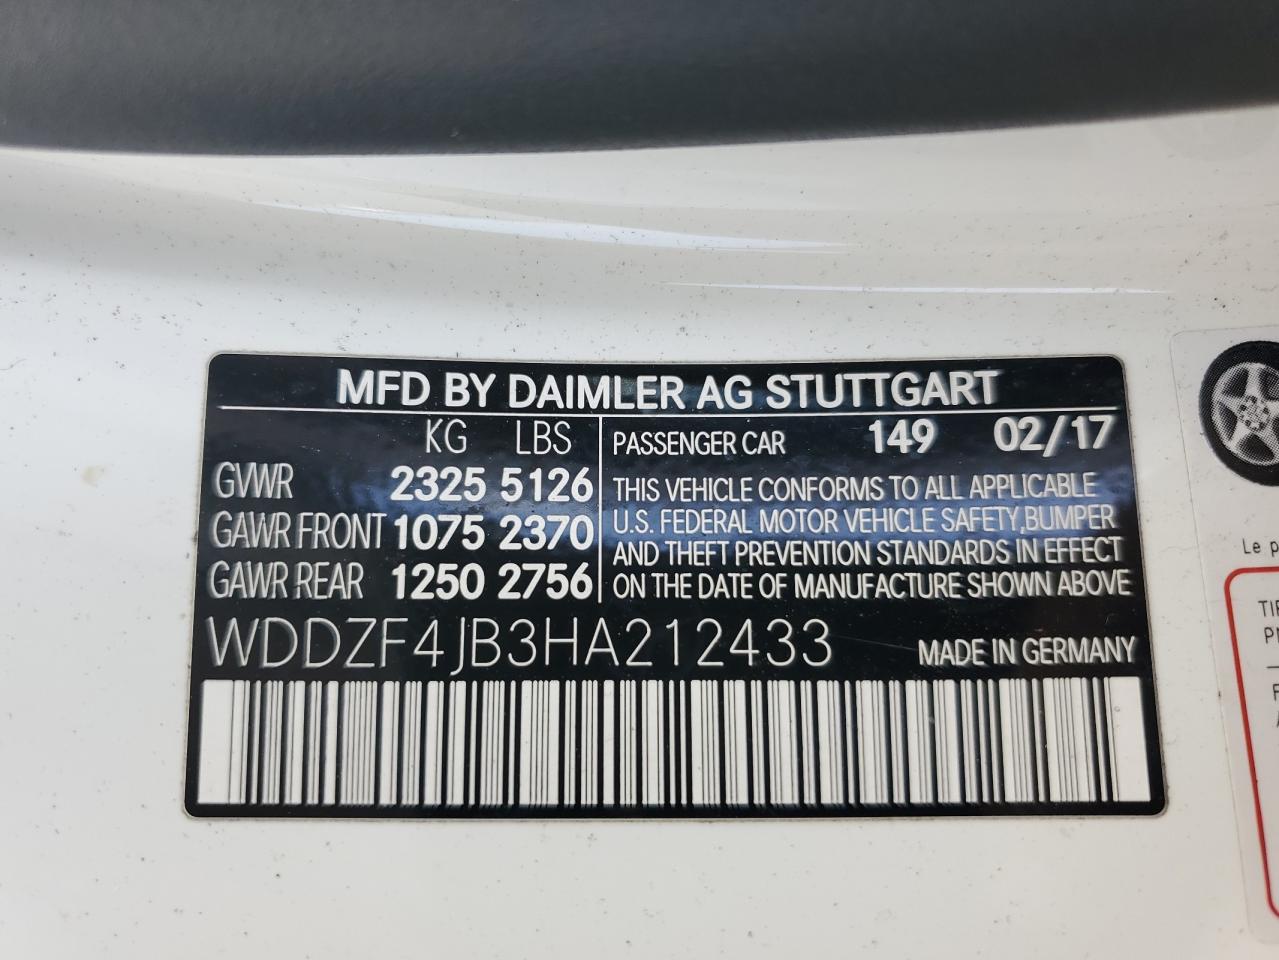 MFD BY DAIMLER AG STUTTGART
KG LBS
GVWR 2325 5126
GAWR FRONT 1075 2370
GAWR REAR 1250 2756
PASSENGER CAR 149 02/17
THIS VEHICLE CONFORMS TO ALL APPLICABLE
U.S. FEDERAL MOTOR VEHICLE SAFETY,BUMPER
AND THEFT PREVENTION STANDARDS IN EFFECT
ON THE DATE OF MANUFACTURE SHOWN ABOVE
WDDZF4JB3HA212433 MADE IN GERMANY
Le